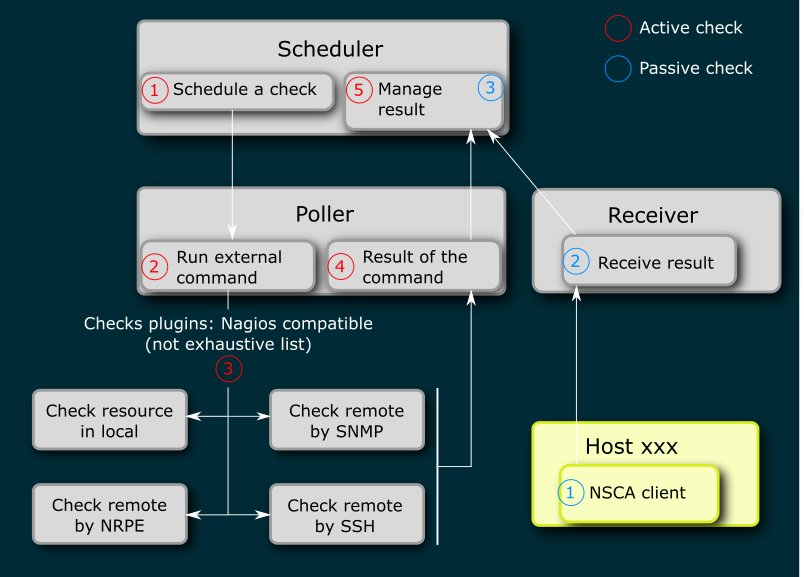 Active check
Passive check
Scheduler
1 Schedule a check
5 Manage
result
3
Poller
2 Run external
command
4 Result of the
command
Receiver
2 Receive result
Checks plugins: Nagios compatible
(not exhaustive list)
3
Check resource
in local
Check remote
by SNMP
Check remote
by NRPE
Check remote
by SSH
Host xxx
1 NSCA client